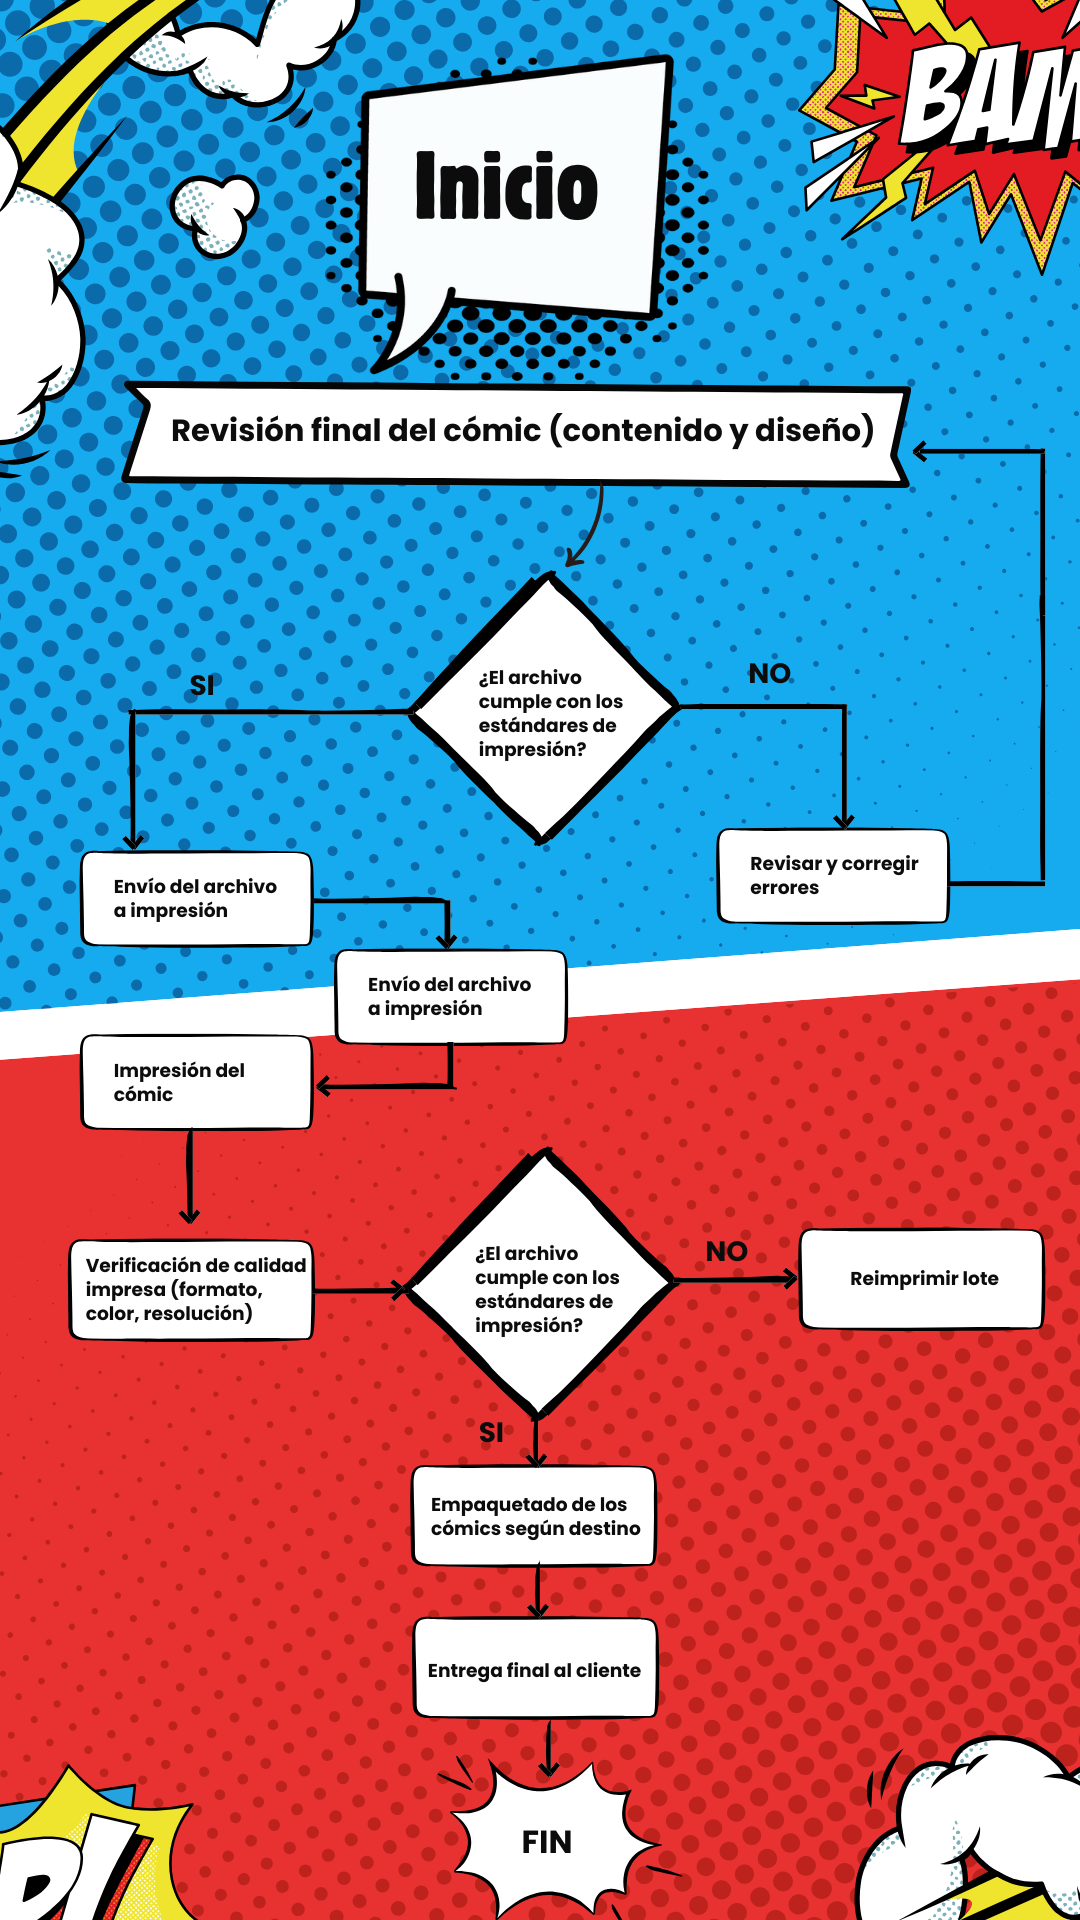 BAM
Inicio
Revisión final del cómic (contenido y diseño)
¿El archivo
cumple con los
estándares de
impresión?
SI
NO
Envío del archivo
a impresión
Revisar y corregir
errores
Envío del archivo
a impresión
Impresión del
cómic
Verificación de calidad
impresa (formato,
color, resolución)
¿El archivo
cumple con los
estándares de
impresión?
NO
Reimprimir lote
SI
Empaquetado de los
cómics según destino
Entrega final al cliente
FIN